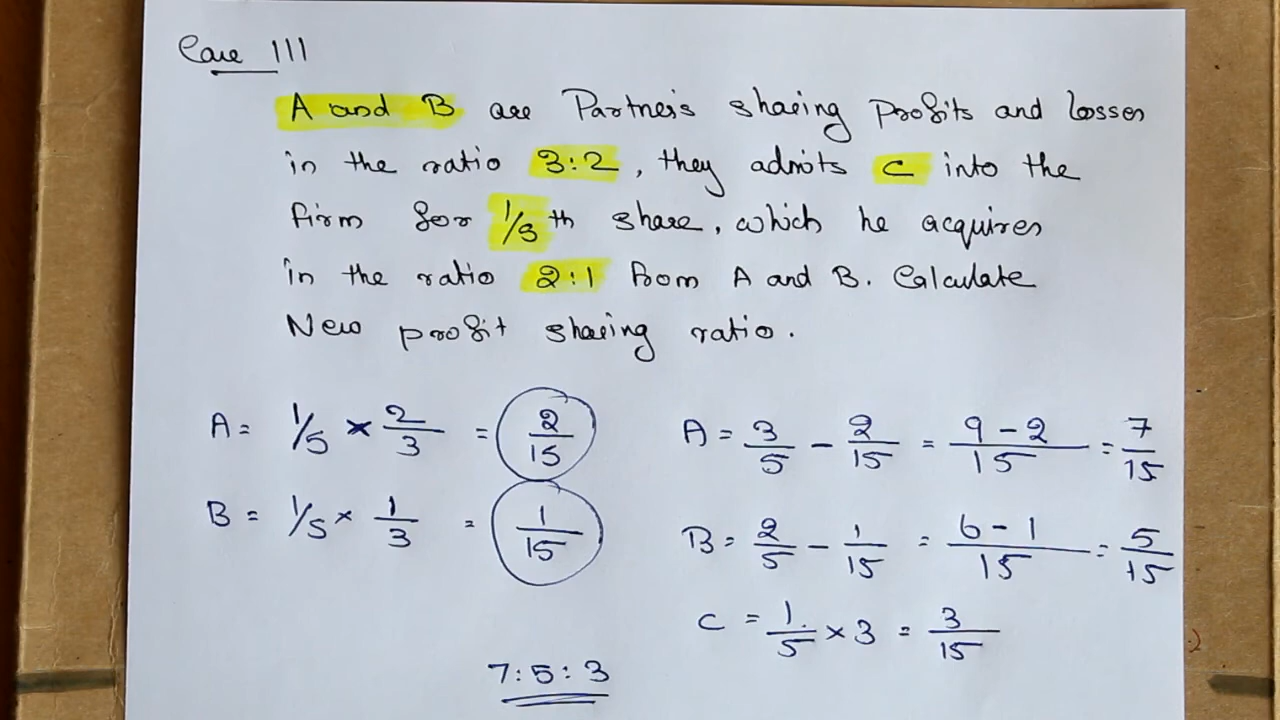 Case III
A and B are Partners sharing Profits and losses
in the ratio 3:2, they admits C into the
firm for 1/5th share, which he acquires
in the ratio 2:1 from A and B. Calculate
New profit sharing ratio.
A = 1/5 × 2/3 = 2/15
B = 1/5 × 1/3 = 1/15
A = 3/5 - 2/15 = 9-2/15 = 7/15
B = 2/5 - 1/15 = 6-1/15 = 5/15
C = 1/5 × 3 = 3/15
7:5:3